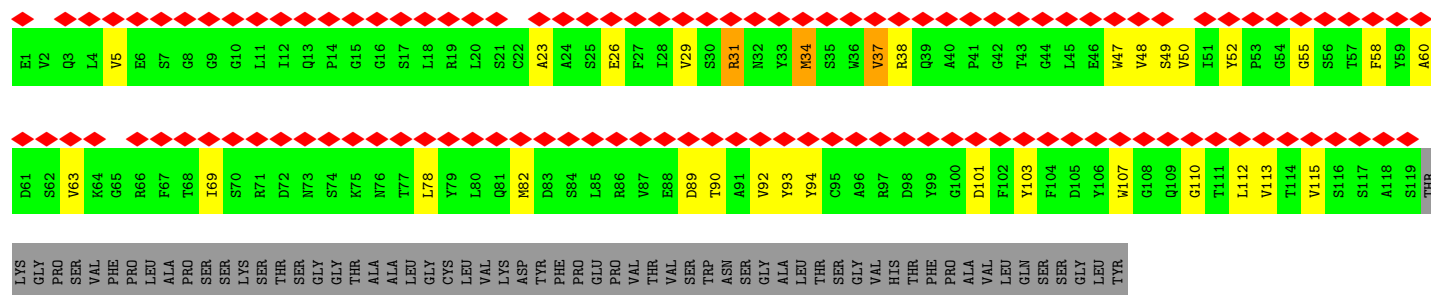 E1 V2 Q3 L4 V5 E6 S7 G8 G9 G10 L11 I12 Q13 P14 G15 G16 S17 L18 R19 L20 S21 C22 A23 A24 S25 E26 F27 I28 V29 S30 R31 N32 Y33 M34 S35 W36 V37 R38 Q39 A40 P41 G42 T43 G44 L45 E46 W47 V48 S49 V50 I51 Y52 P53 G54 G55 S56 T57 F58 Y59 A60
D61 S62 V63 K64 G65 R66 F67 T68 I69 S70 R71 D72 N73 S74 K75 N76 T77 L78 Y79 L80 Q81 M82 D83 S84 L85 R86 V87 E88 D89 T90 A91 V92 Y93 Y94 C95 A96 R97 D98 Y99 G100 D101 F102 Y103 F104 D105 Y106 W107 G108 Q109 G110 T111 L112 V113 T114 V115 S116 S117 A118 S119 THR
LYS GLY PRO SER VAL PHE PRO LEU ALA PRO SER SER LYS SER THR SER GLY GLY THR ALA ALA LEU GLY CYS LEU VAL LYS ASP TYR PHE PRO GLU PRO VAL THR VAL SER TRP ASN SER GLY ALA LEU THR SER GLY VAL HIS THR PHE PRO ALA VAL LEU GLN SER SER GLY LEU TYR